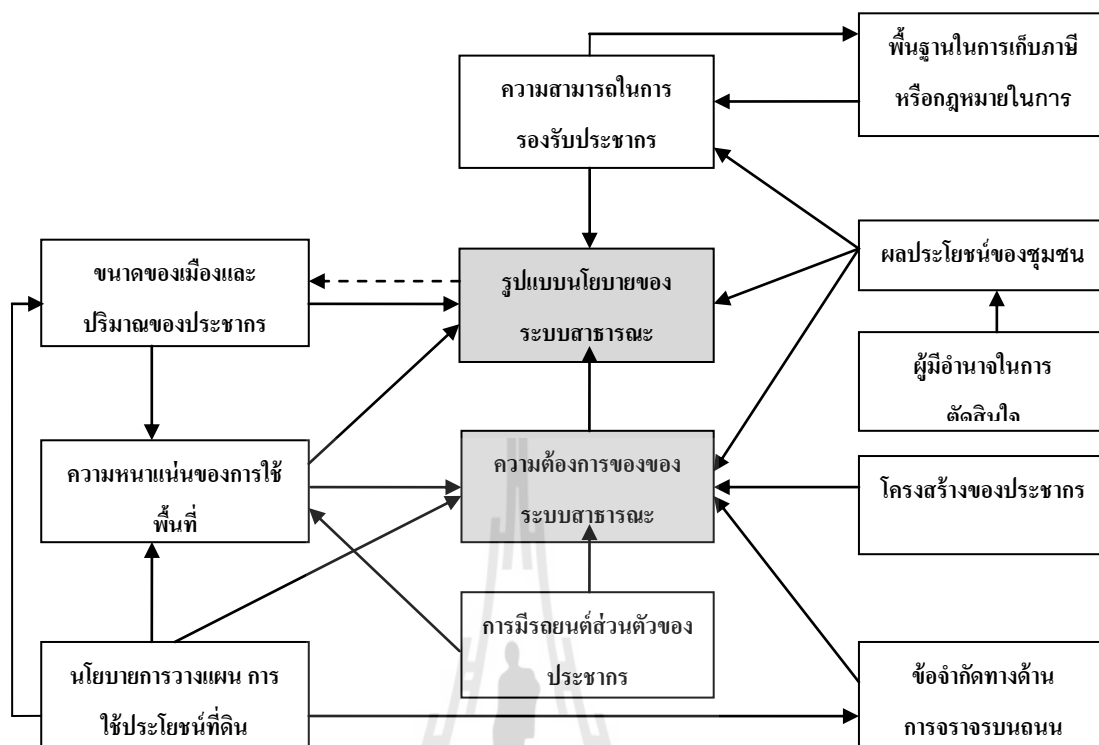 พื้นฐานในการเก็บภาษี
หรือกฎหมายในการ
ความสามารถในการ
รองรับประชากร
ผลประโยชน์ของชุมชน
ขนาดของเมืองและ
ปริมาณของประชากร
รูปแบบนโยบายของ
ระบบสาธารณะ
ผู้มีอำนาจในการ
ตัดสินใจ
ความหนาแน่นของการใช้
พื้นที่
ความต้องการของของ
ระบบสาธารณะ
โครงสร้างของประชากร
การมีรถยนต์ส่วนตัวของ
ประชากร
นโยบายการวางแผน การ
ใช้ประโยชน์ที่ดิน
ข้อจำกัดทางด้าน
การจราจรบนถนน